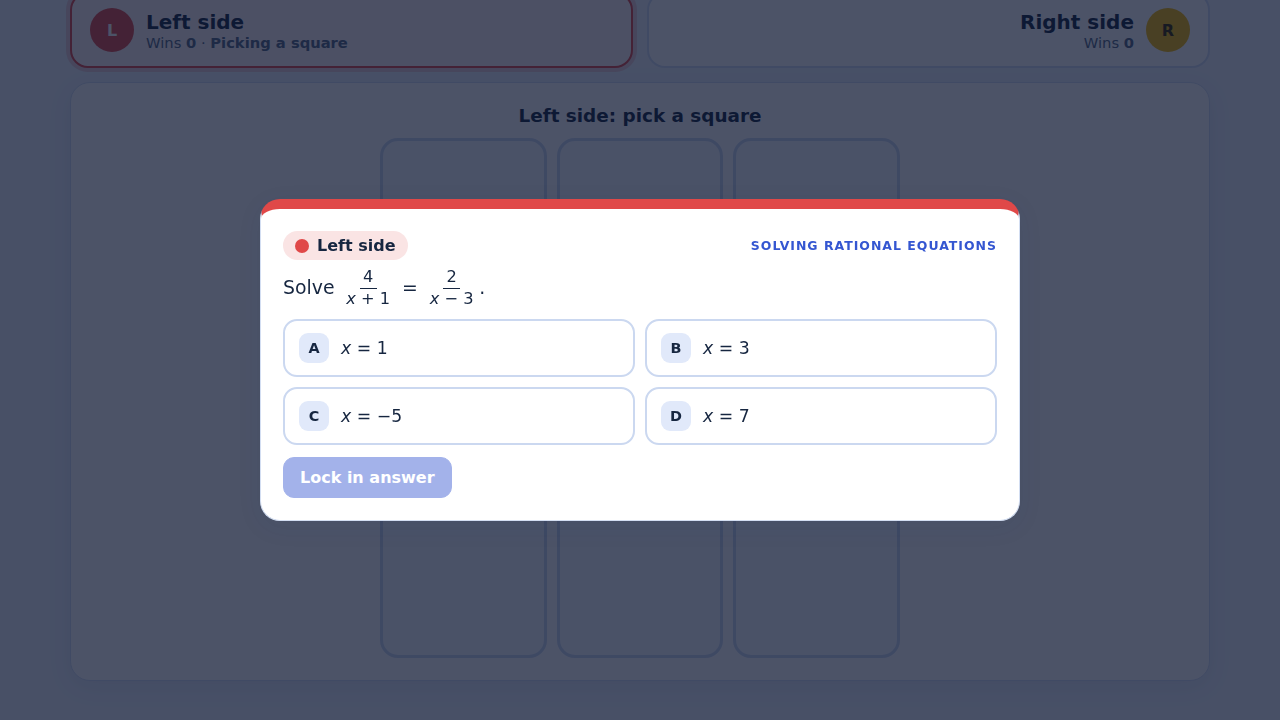 L
Left side
Wins 0 · Picking a square
Right side
Wins 0
R
Left side: pick a square
Left side
SOLVING RATIONAL EQUATIONS
Solve 4/(x + 1) = 2/(x − 3).
A x = 1
B x = 3
C x = −5
D x = 7
Lock in answer